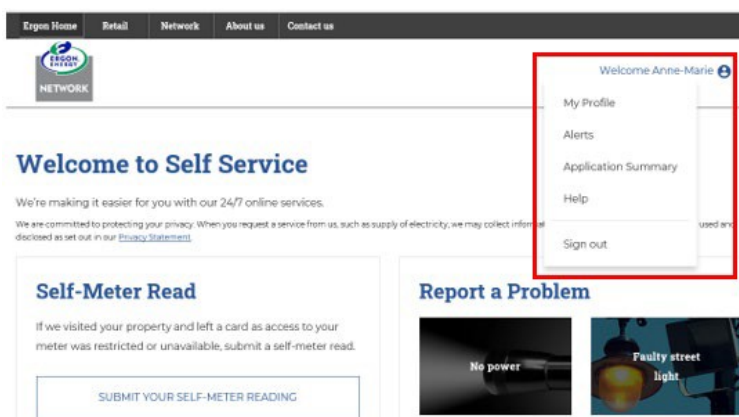 Ergon Home Retail Network About us Contact us
ERGON
ENERGY
NETWORK
Welcome Anne-Marie
My Profile
Alerts
Application Summary
Help
Sign out
Welcome to Self Service
We're making it easier for you with our 24/7 online services.
We are committed to protecting your privacy. When you request a service from us, such as supply of electricity, we may collect used and
disclosed as set out in our Privacy Statement.
Self-Meter Read
If we visited your property and left a card as access to your
meter was restricted or unavailable, submit a self-meter read.
SUBMIT YOUR SELF-METER READING
Report a Problem
No power
Faulty street
light